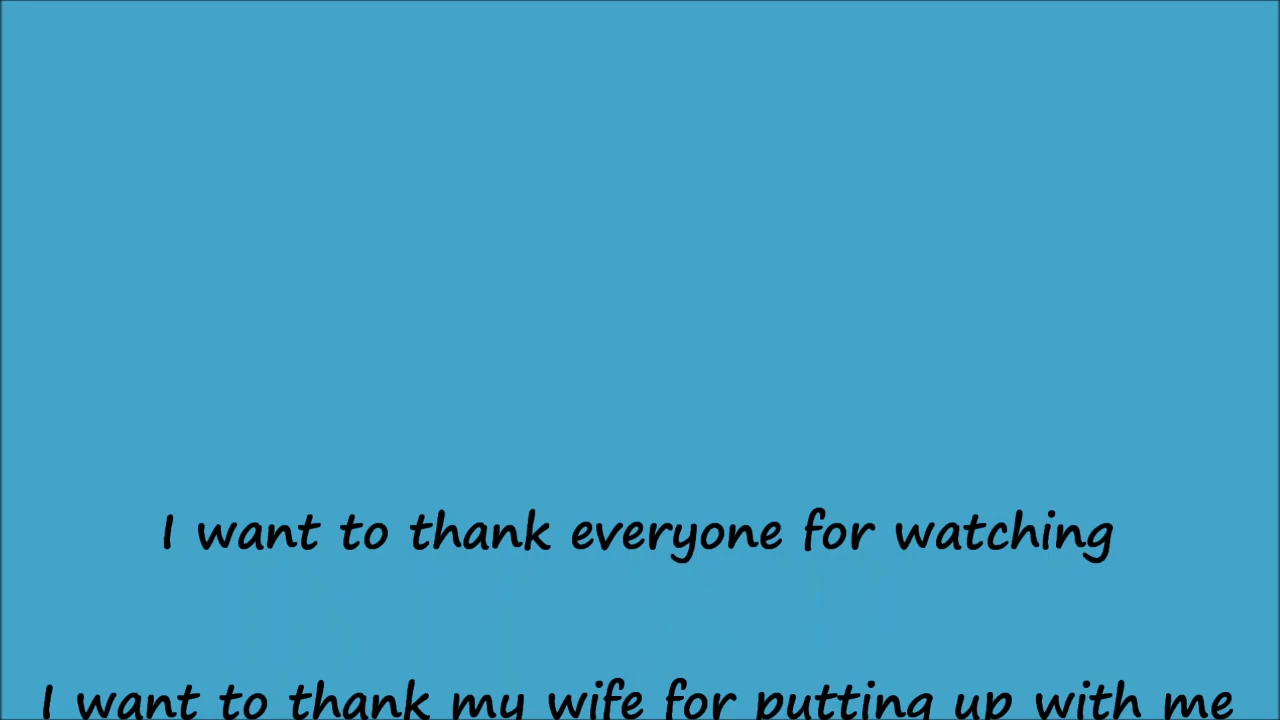 I want to thank everyone for watching
I want to thank my wife for putting up with me